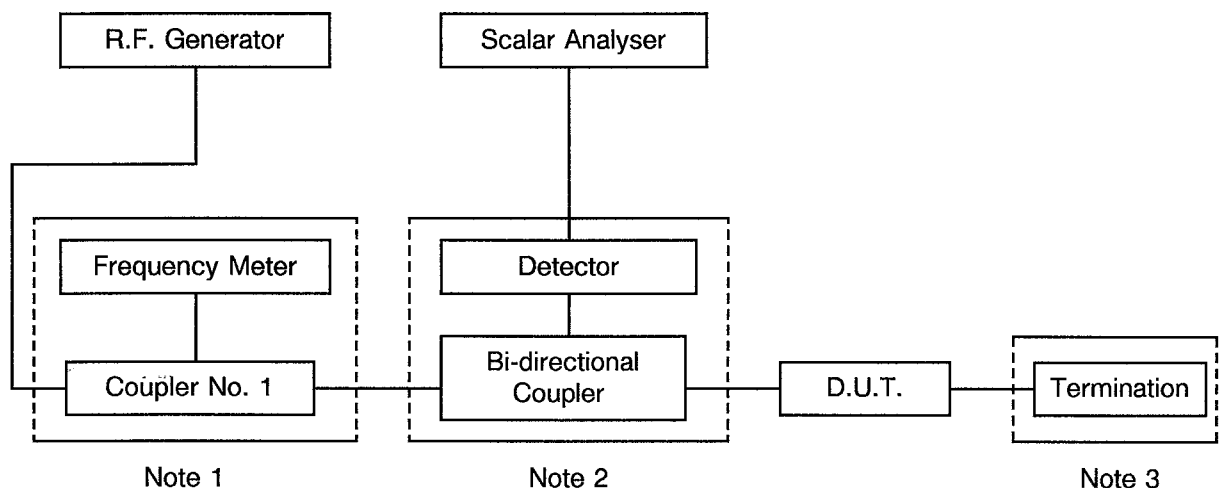 R.F. Generator
Scalar Analyser
Frequency Meter
Detector
Coupler No. 1
Bi-directional
Coupler
D.U.T.
Termination
Note 1
Note 2
Note 3